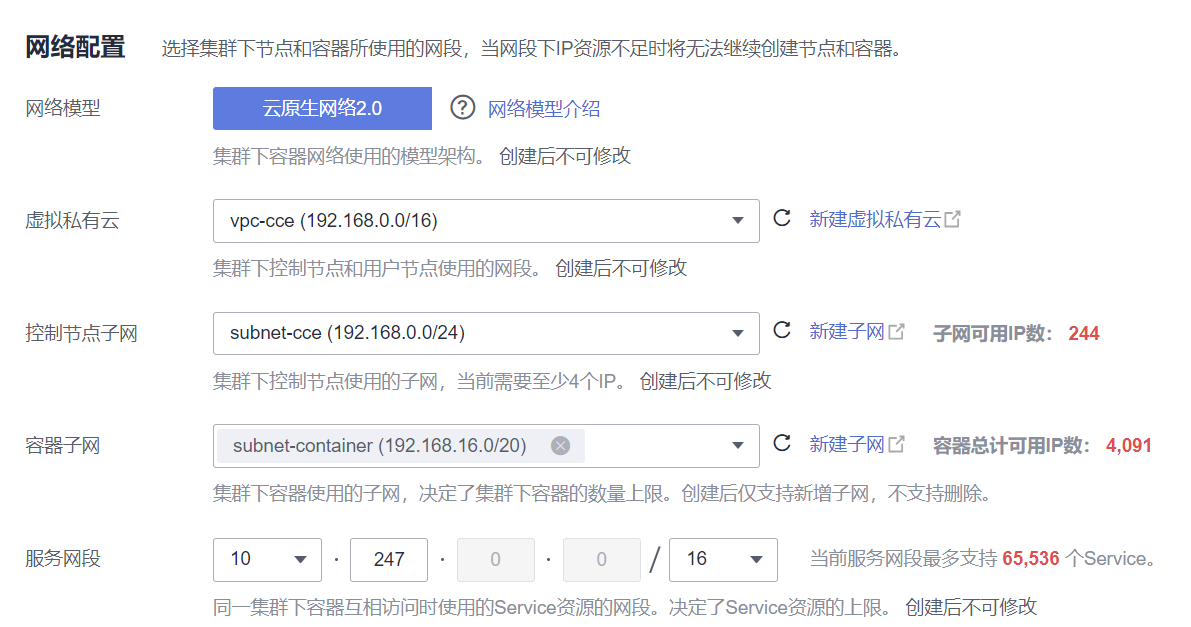 网络配置 选择集群下节点和容器所使用的网段，当网段下IP资源不足时将无法继续创建节点和容器。
网络模型 云原生网络2.0 ? 网络模型介绍
集群下容器网络使用的模型架构。 创建后不可修改
虚拟私有云 vpc-cce (192.168.0.0/16) 新建虚拟私有云
集群下控制节点和用户节点使用的网段。 创建后不可修改
控制节点子网 subnet-cce (192.168.0.0/24) 新建子网 子网可用IP数： 244
集群下控制节点使用的子网，当前需要至少4个IP。 创建后不可修改
容器子网 subnet-container (192.168.16.0/20) 新建子网 容器总计可用IP数： 4,091
集群下容器使用的子网，决定了集群下容器的数量上限。创建后仅支持新增子网，不支持删除。
服务网段 10 · 247 · 0 · 0 / 16 当前服务网段最多支持 65,536 个Service。
同一集群下容器互相访问时使用的Service资源的网段。决定了Service资源的上限。 创建后不可修改